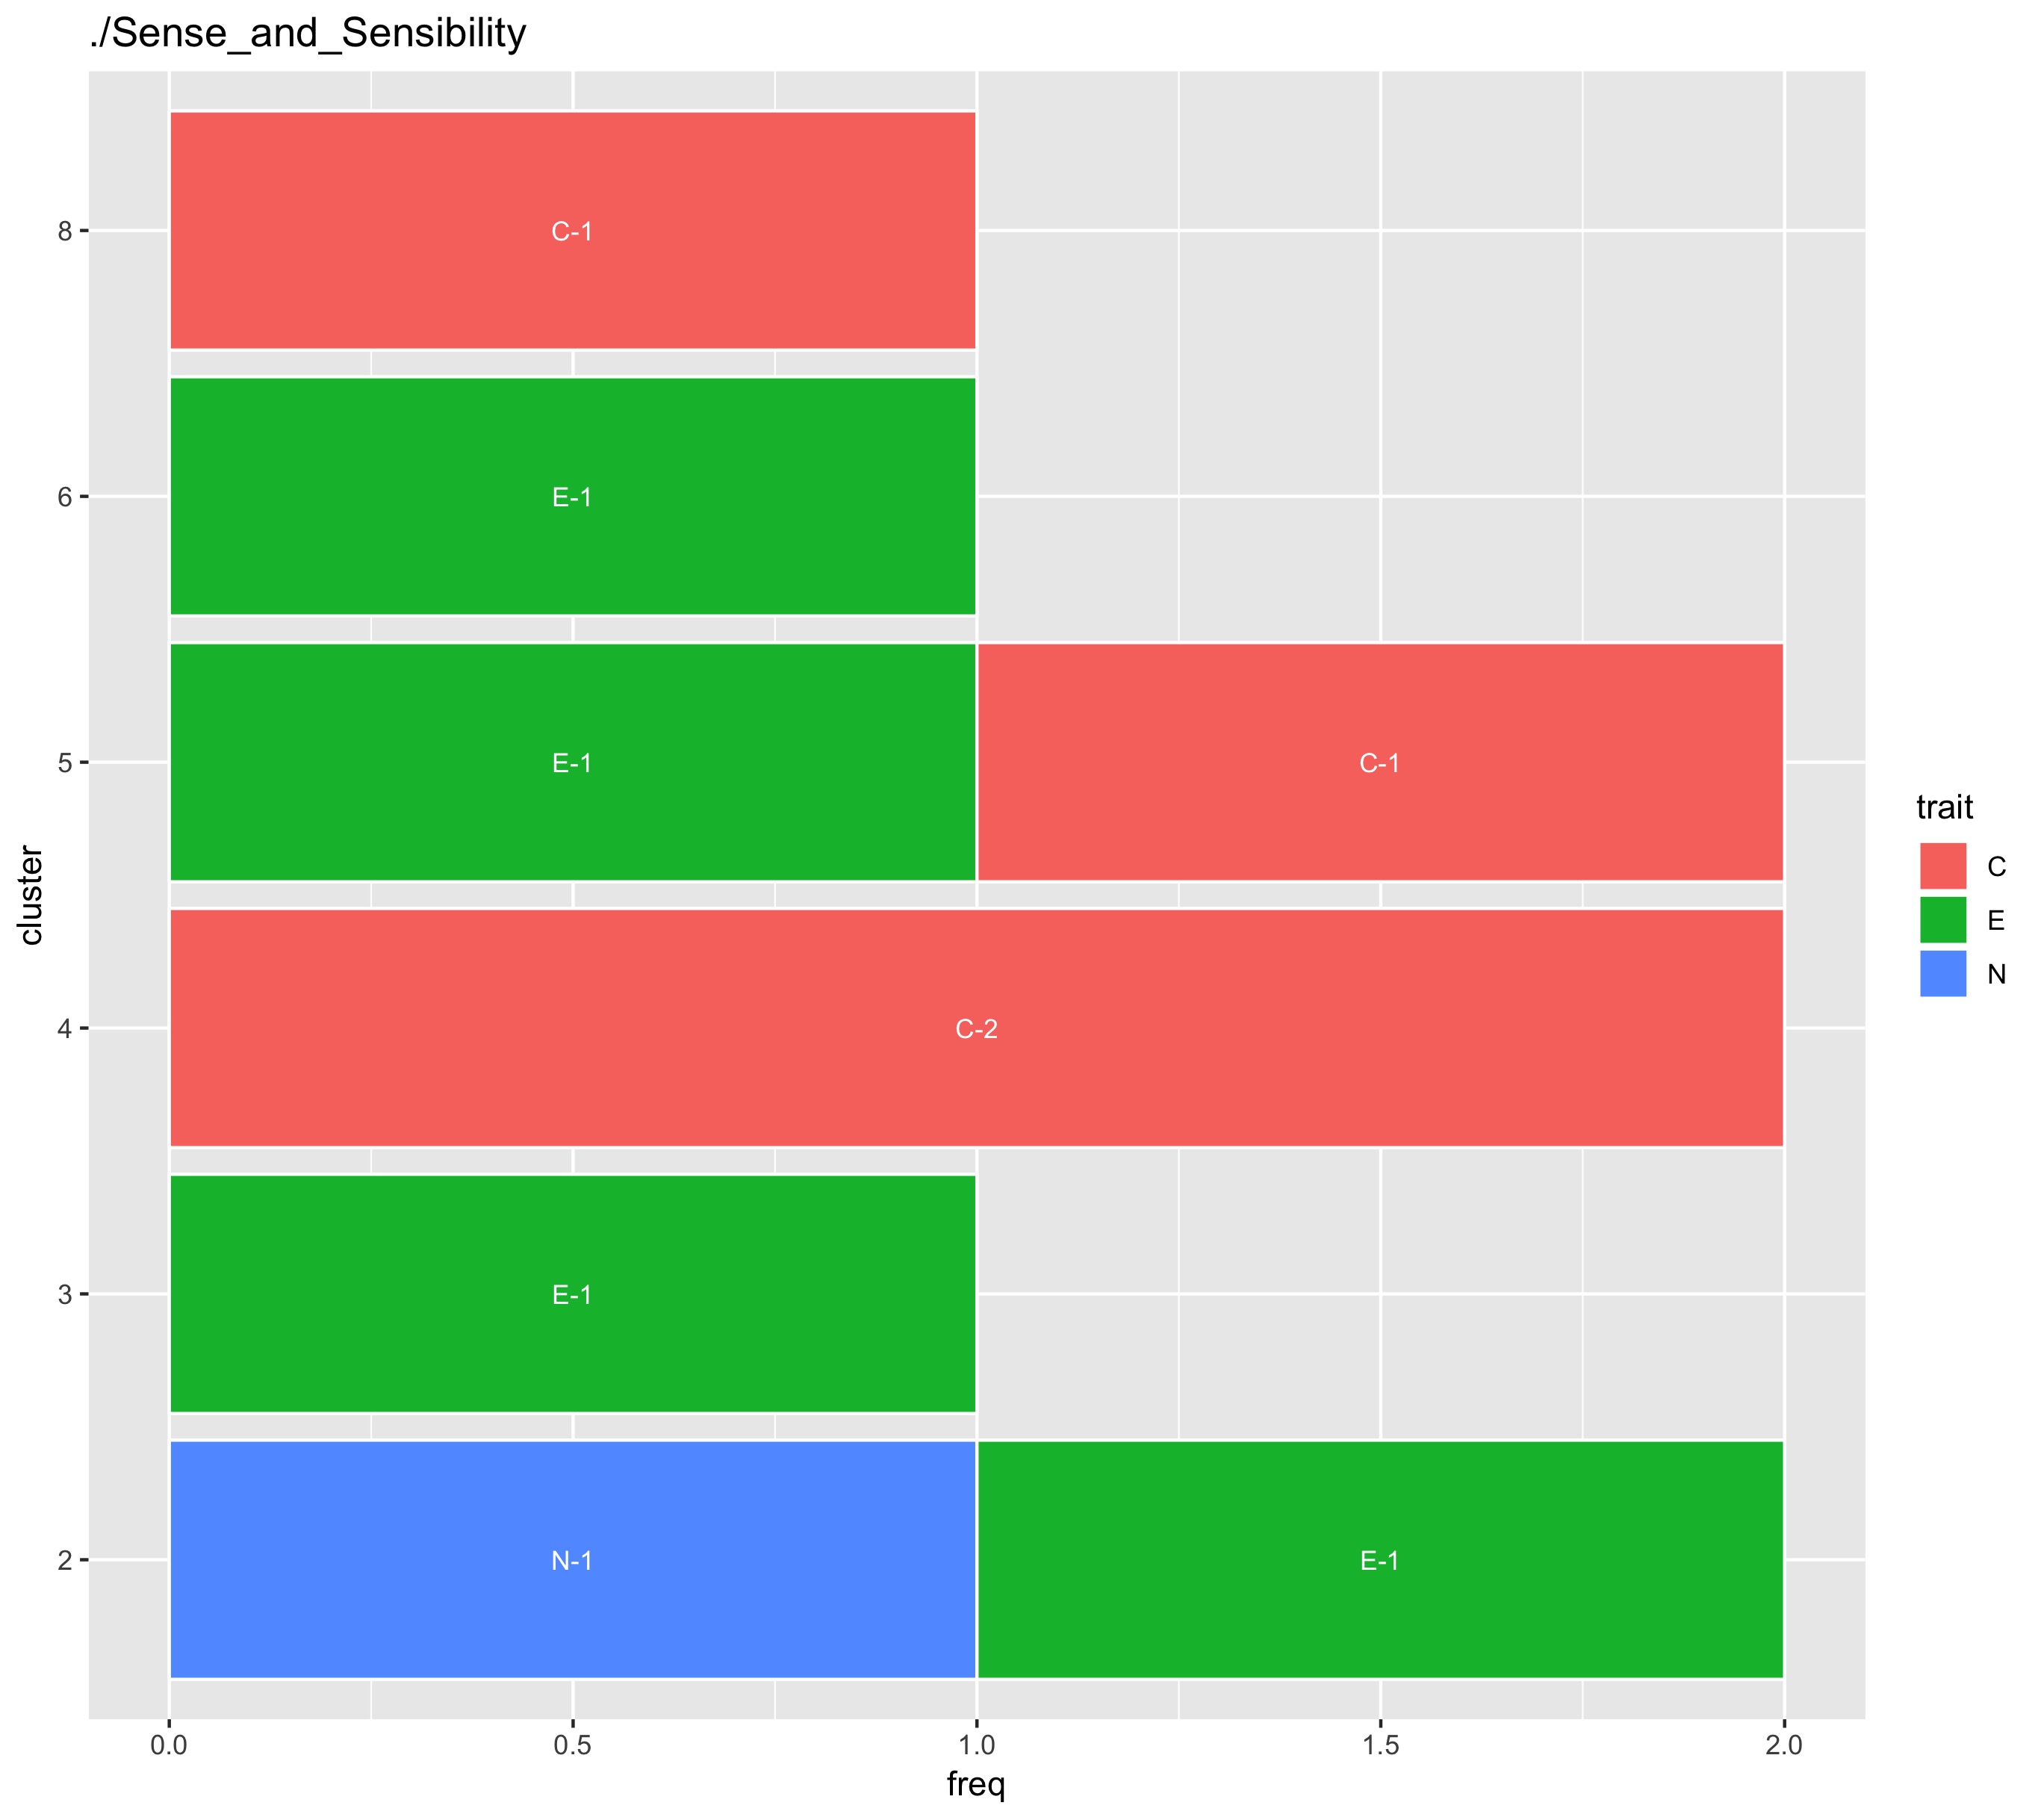 ./Sense_and_Sensibility
8
C-1
6
E-1
5
E-1 C-1
4
C-2
3
E-1
2
N-1 E-1
cluster
0.0 0.5 1.0 1.5 2.0
freq
trait
C
E
N